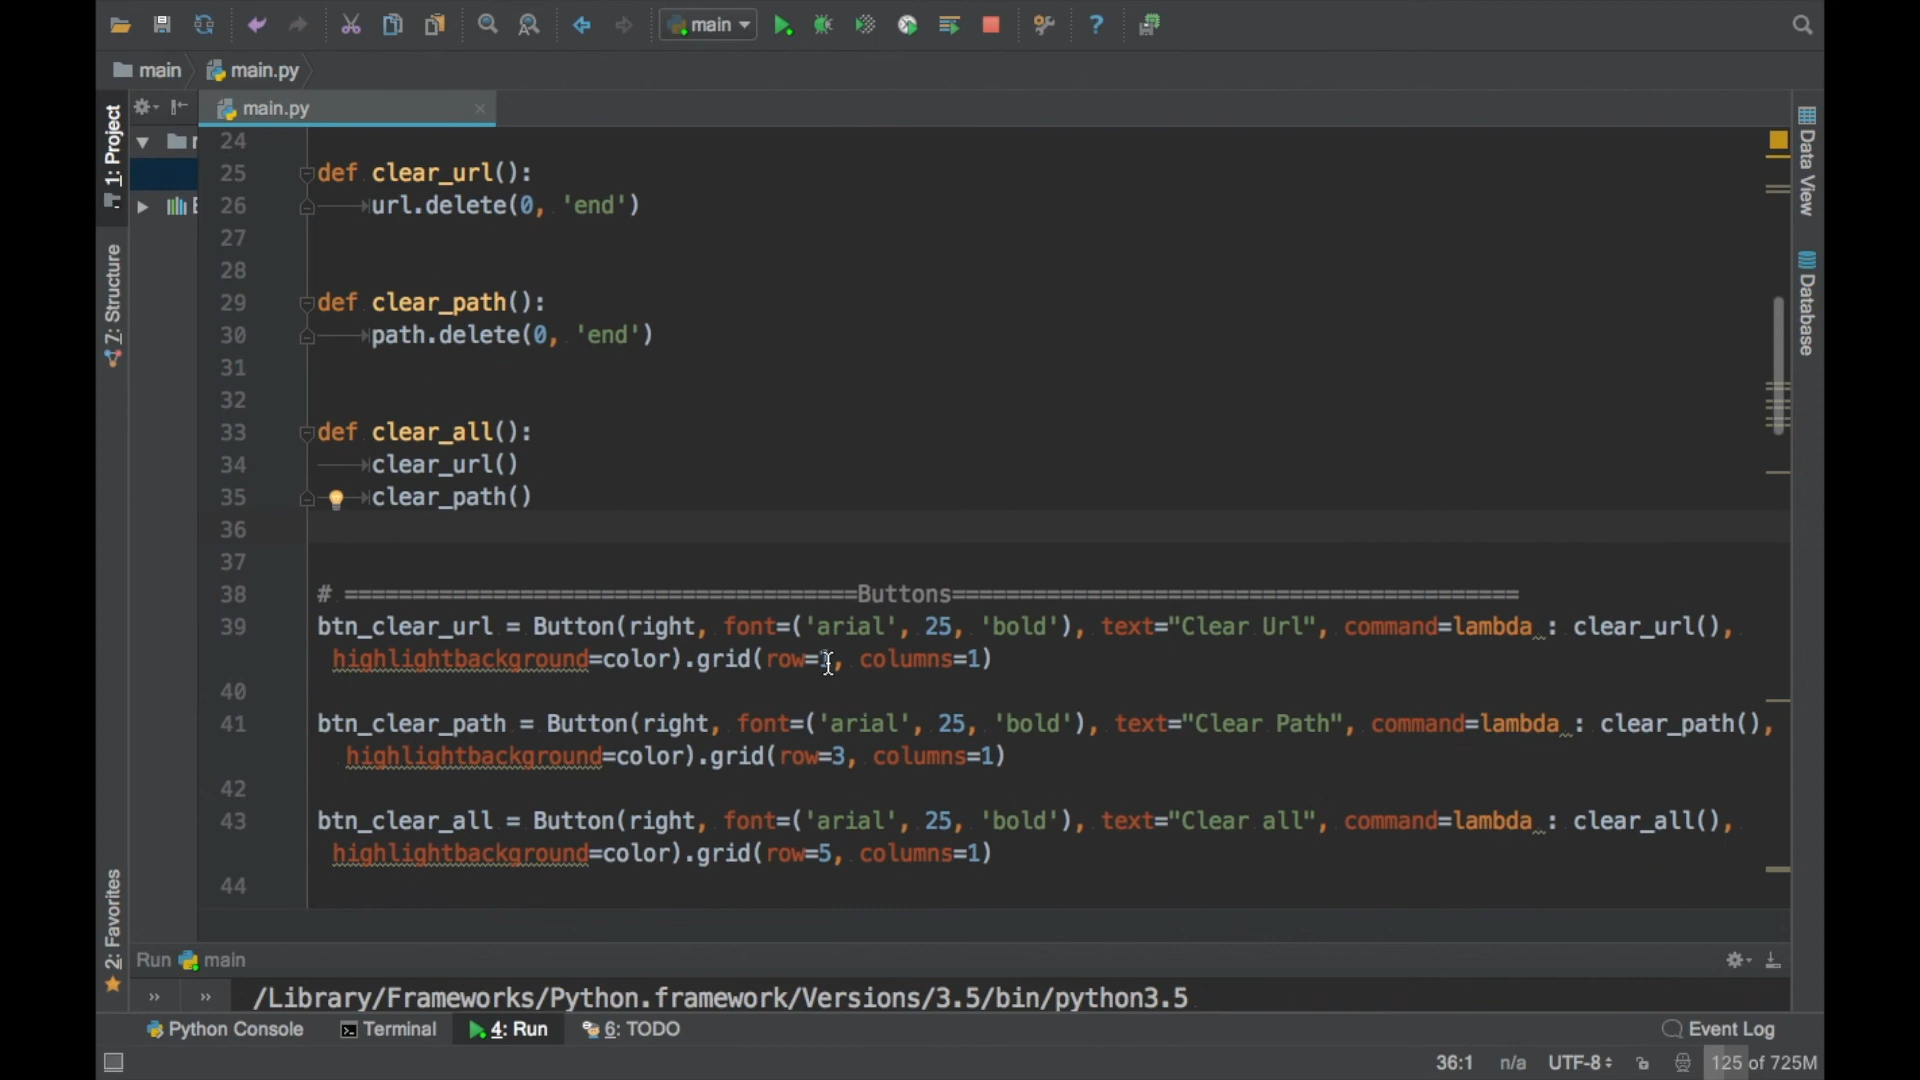 main
main
main.py
main.py
1: Project
7: Structure
2: Favorites
Data View
Database
24
25 def clear_url():
26 url.delete(0, 'end')
27
28
29 def clear_path():
30 path.delete(0, 'end')
31
32
33 def clear_all():
34 clear_url()
35 clear_path()
36
37
38 # ======================================Buttons==========================================
39 btn_clear_url = Button(right, font=('arial', 25, 'bold'), text="Clear Url", command=lambda : clear_url(),
highlightbackground=color).grid(row=, columns=1)
40
41 btn_clear_path = Button(right, font=('arial', 25, 'bold'), text="Clear Path", command=lambda : clear_path(),
highlightbackground=color).grid(row=3, columns=1)
42
43 btn_clear_all = Button(right, font=('arial', 25, 'bold'), text="Clear all", command=lambda : clear_all(),
highlightbackground=color).grid(row=5, columns=1)
44
Run main
/Library/Frameworks/Python.framework/Versions/3.5/bin/python3.5
Python Console Terminal 4: Run 6: TODO Event Log
36:1 n/a UTF-8 125 of 725M